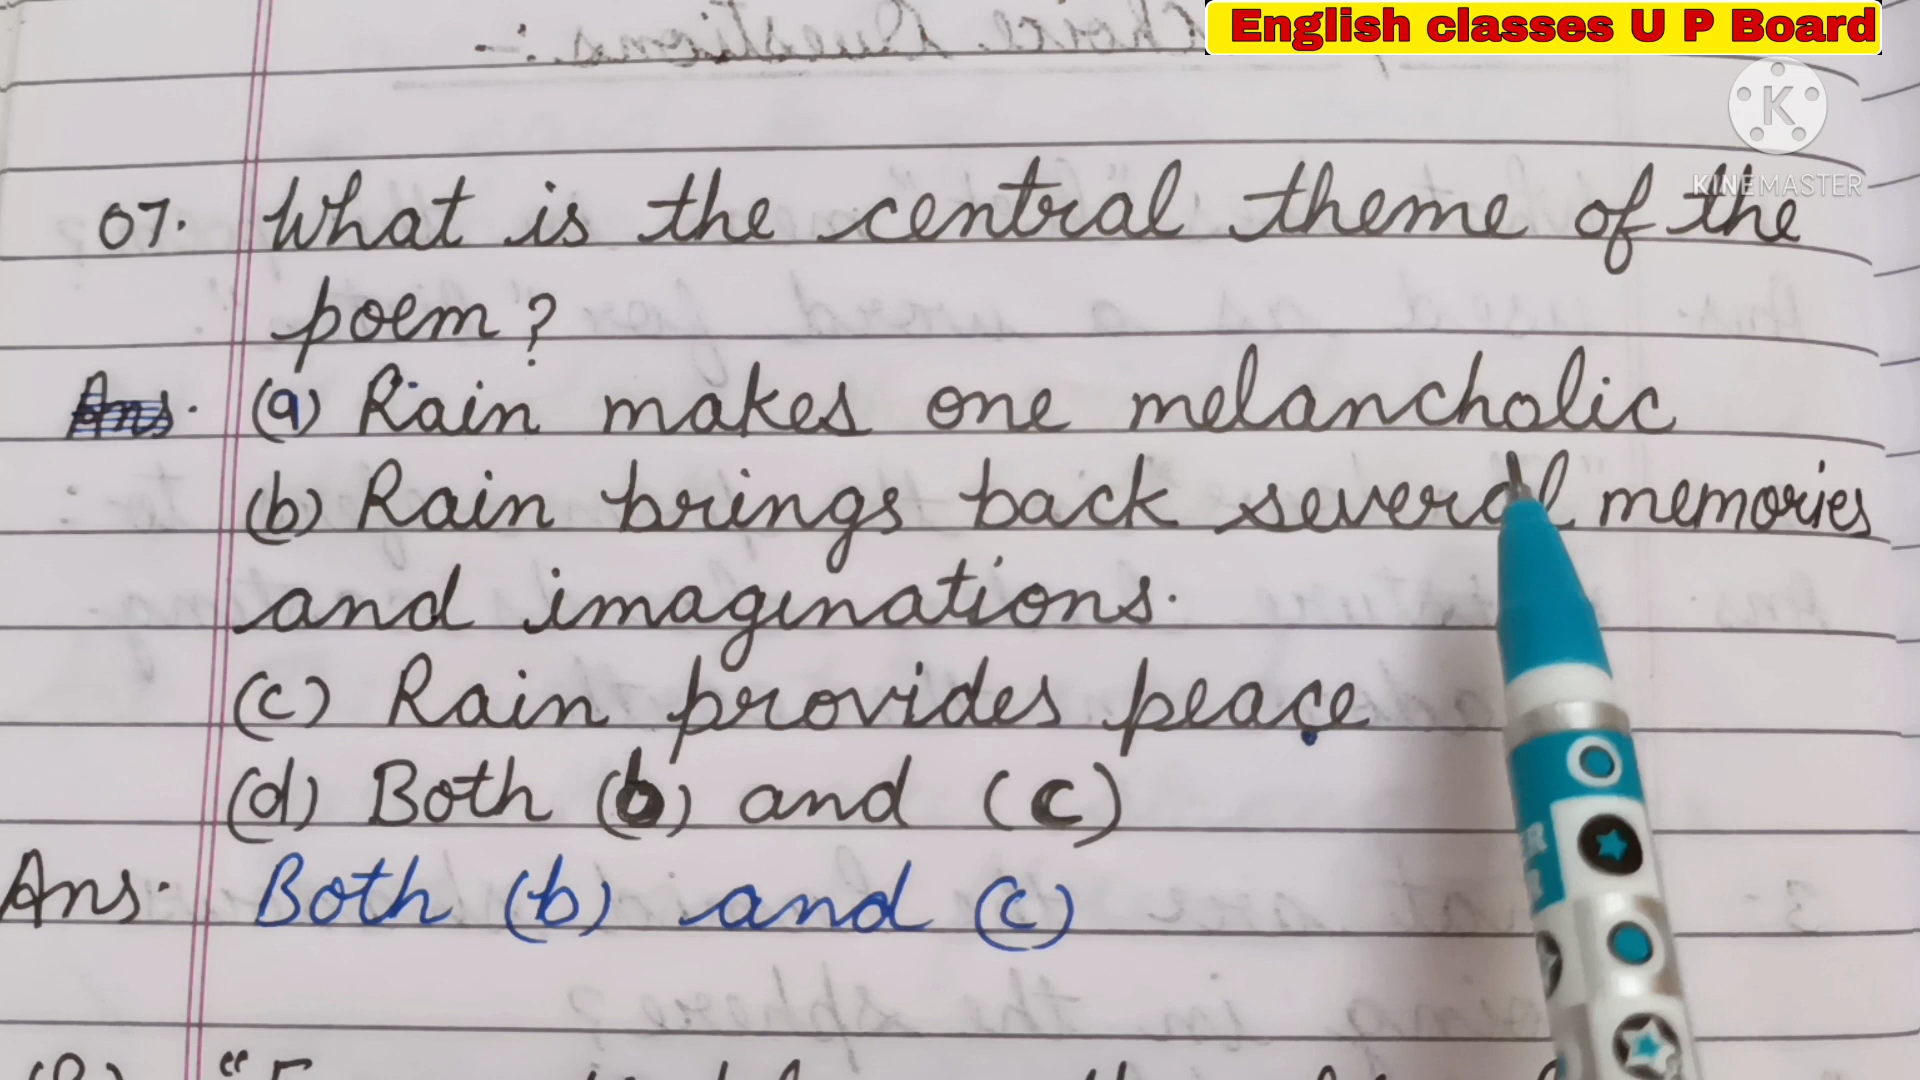 English classes U P Board
KINEMASTER
07. What is the central theme of the
poem?
Ans. (a) Rain makes one melancholic
(b) Rain brings back several memories
and imaginations.
(c) Rain provides peace
(d) Both (b) and (c)
Ans. Both (b) and (c)